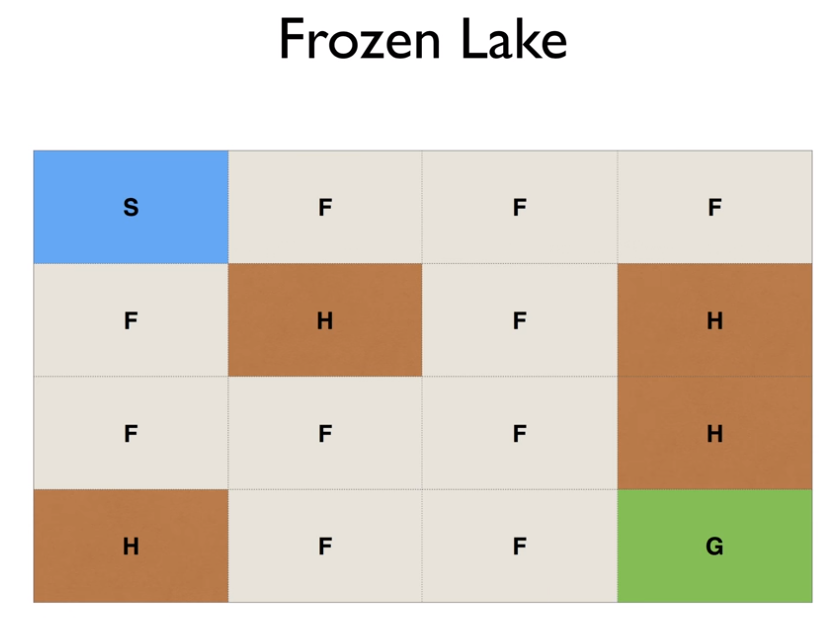 Frozen Lake
S F F F
F H F H
F F F H
H F F G